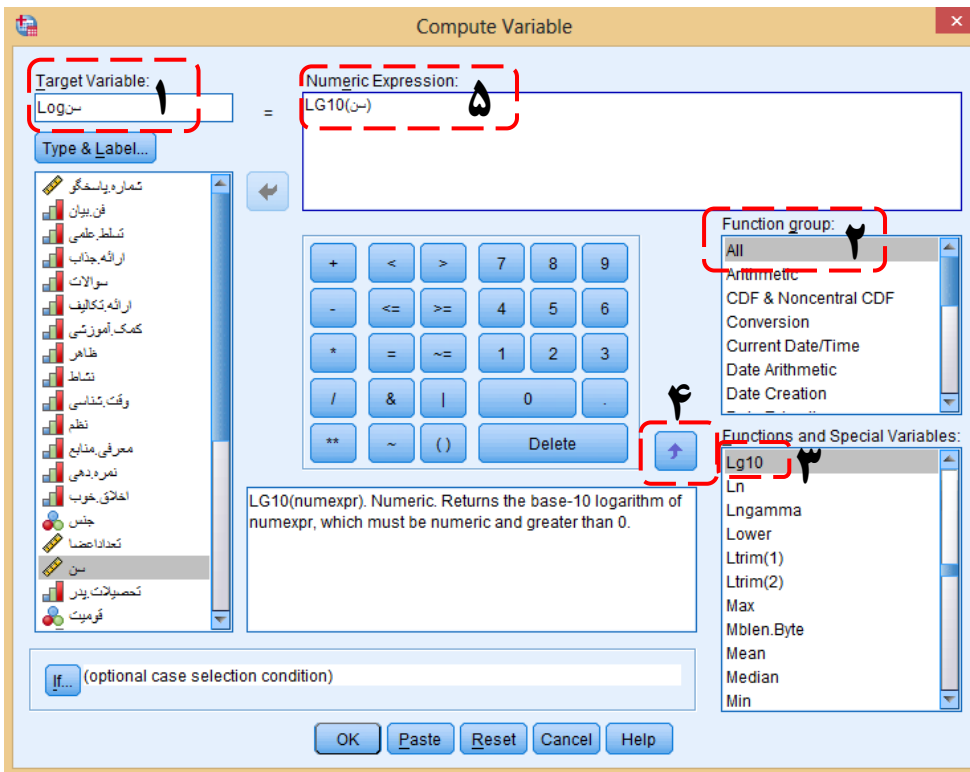 Compute Variable
Target Variable:
۱
Logسن
=
Numeric Expression:
LG10(سن)
۵
Type & Label...
شماره.پاسخگو
فن.بیان
تسلط.علمی
ارائه.جذاب
سوالات
ارائه.تکالیف
کمک.آموزشی
ظاهر
نشاط
وقت.شناسی
نظم
معرفی.منابع
نمره.دهی
اخلاق.خوب
جنس
تعداداعضا
سن
تحصیلات.پدر
قومیت
+ < > 7 8 9
- <= >= 4 5 6
* = ~= 1 2 3
/ & | 0 .
** ~ ( ) Delete
۴
Function group:
۲
All
Arithmetic
CDF & Noncentral CDF
Conversion
Current Date/Time
Date Arithmetic
Date Creation
Functions and Special Variables:
۳
Lg10
Ln
Lngamma
Lower
Ltrim(1)
Ltrim(2)
Max
Mblen.Byte
Mean
Median
Min
LG10(numexpr). Numeric. Returns the base-10 logarithm of
numexpr, which must be numeric and greater than 0.
If... (optional case selection condition)
OK Paste Reset Cancel Help